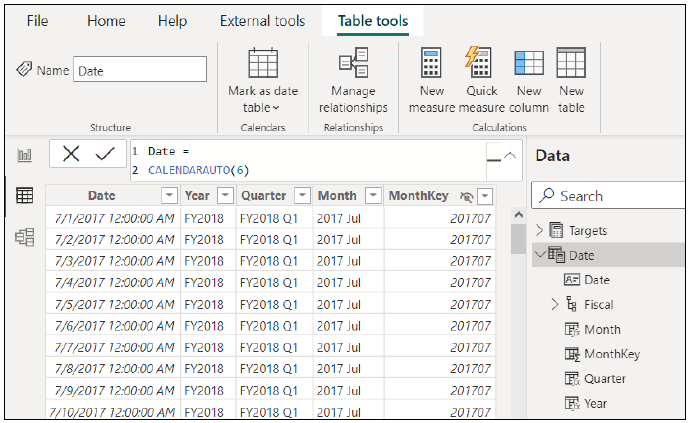 File Home Help External tools Table tools
Name Date
Mark as date table
Manage relationships
New measure
Quick measure
New column
New table
Structure Calendars Relationships Calculations
1 Date =
2 CALENDARAUTO(6)
Date Year Quarter Month MonthKey
7/1/2017 12:00:00 AM FY2018 FY2018 Q1 2017 Jul 201707
7/2/2017 12:00:00 AM FY2018 FY2018 Q1 2017 Jul 201707
7/3/2017 12:00:00 AM FY2018 FY2018 Q1 2017 Jul 201707
7/4/2017 12:00:00 AM FY2018 FY2018 Q1 2017 Jul 201707
7/5/2017 12:00:00 AM FY2018 FY2018 Q1 2017 Jul 201707
7/6/2017 12:00:00 AM FY2018 FY2018 Q1 2017 Jul 201707
7/7/2017 12:00:00 AM FY2018 FY2018 Q1 2017 Jul 201707
7/8/2017 12:00:00 AM FY2018 FY2018 Q1 2017 Jul 201707
7/9/2017 12:00:00 AM FY2018 FY2018 Q1 2017 Jul 201707
7/10/2017 12:00:00 AM FY2018 FY2018 Q1 2017 Jul 201707
Data
Search
Targets
Date
Date
Fiscal
Month
MonthKey
Quarter
Year